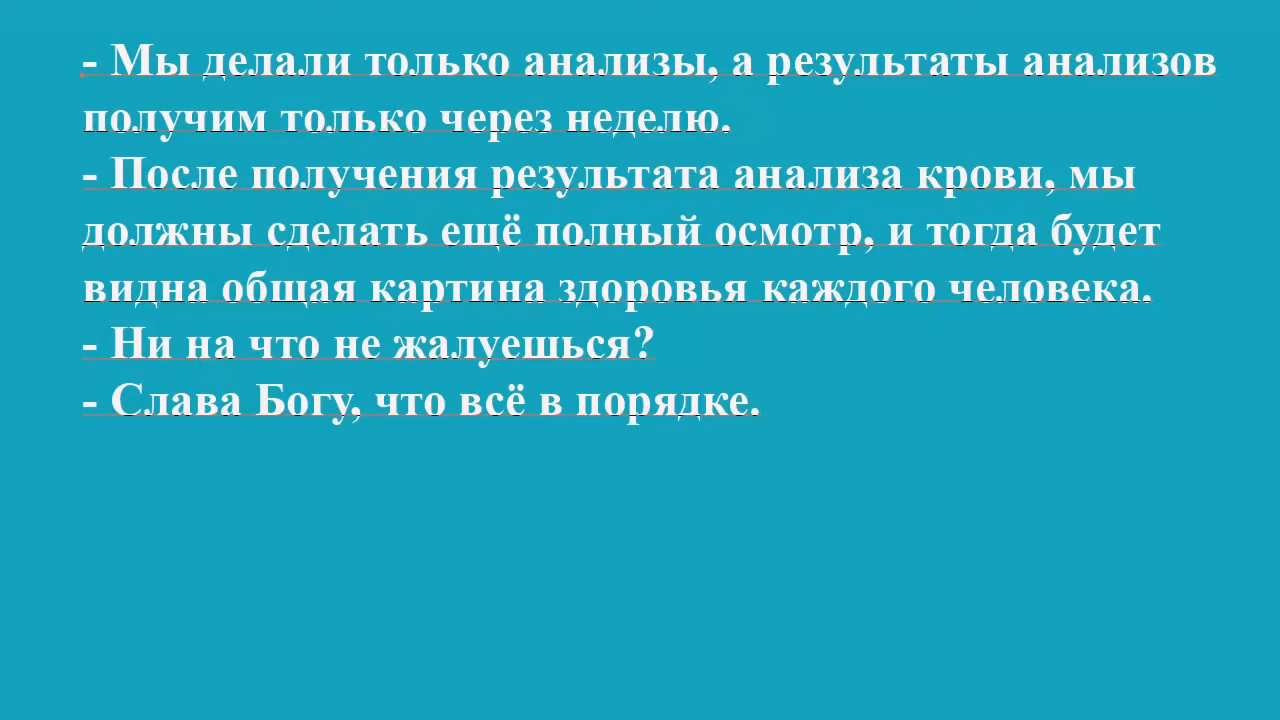 - Мы делали только анализы, а результаты анализов
получим только через неделю.
- После получения результата анализа крови, мы
должны сделать ещё полный осмотр, и тогда будет
видна общая картина здоровья каждого человека.
- Ни на что не жалуешься?
- Слава Богу, что всё в порядке.